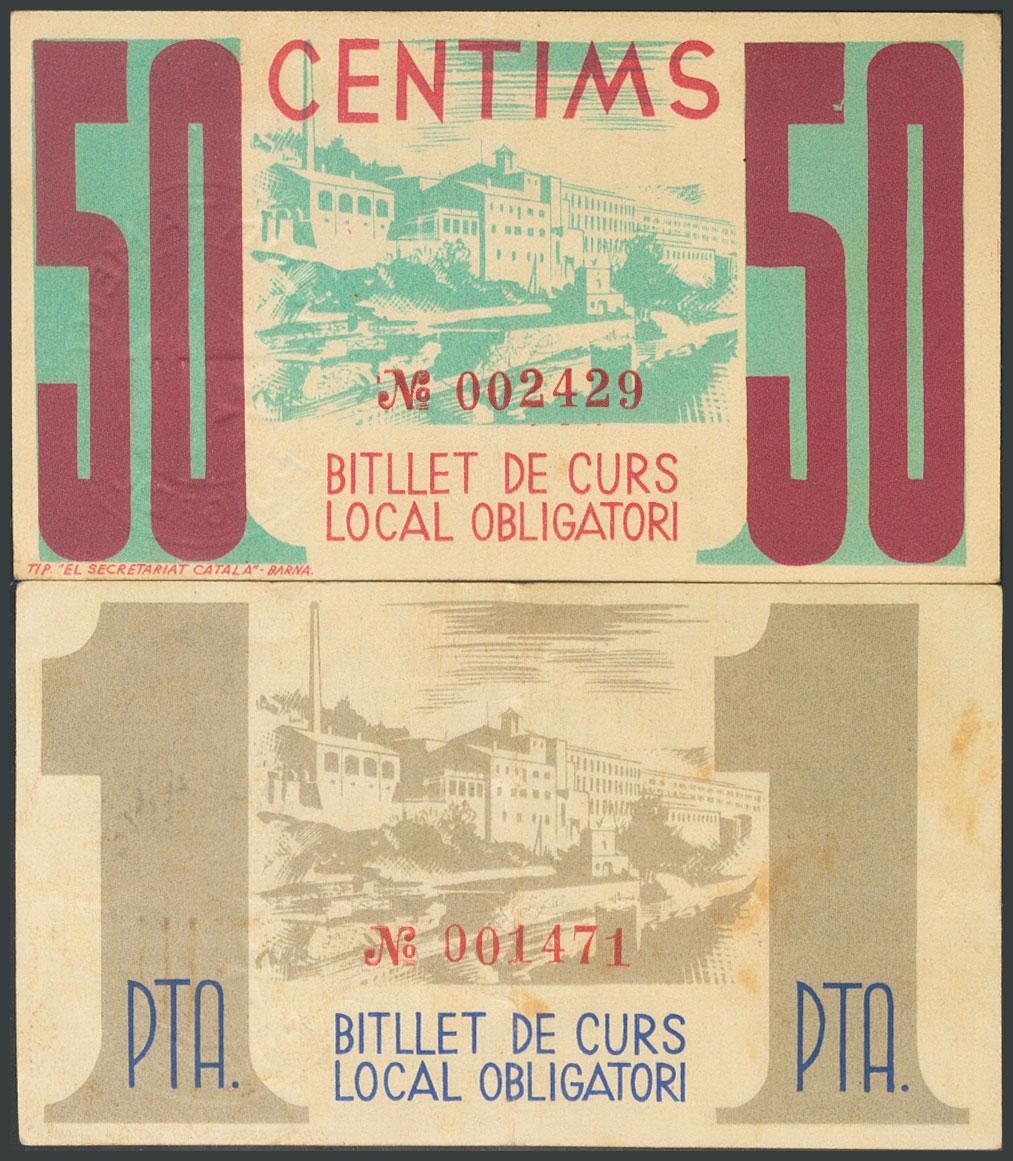 CENTIMS
50 50
№ 002429
BITLLET DE CURS
LOCAL OBLIGATORI
TIP. "EL SECRETARIAT CATALÀ"-BARNA.
1 1
№ 001471
PTA. PTA.
BITLLET DE CURS
LOCAL OBLIGATORI